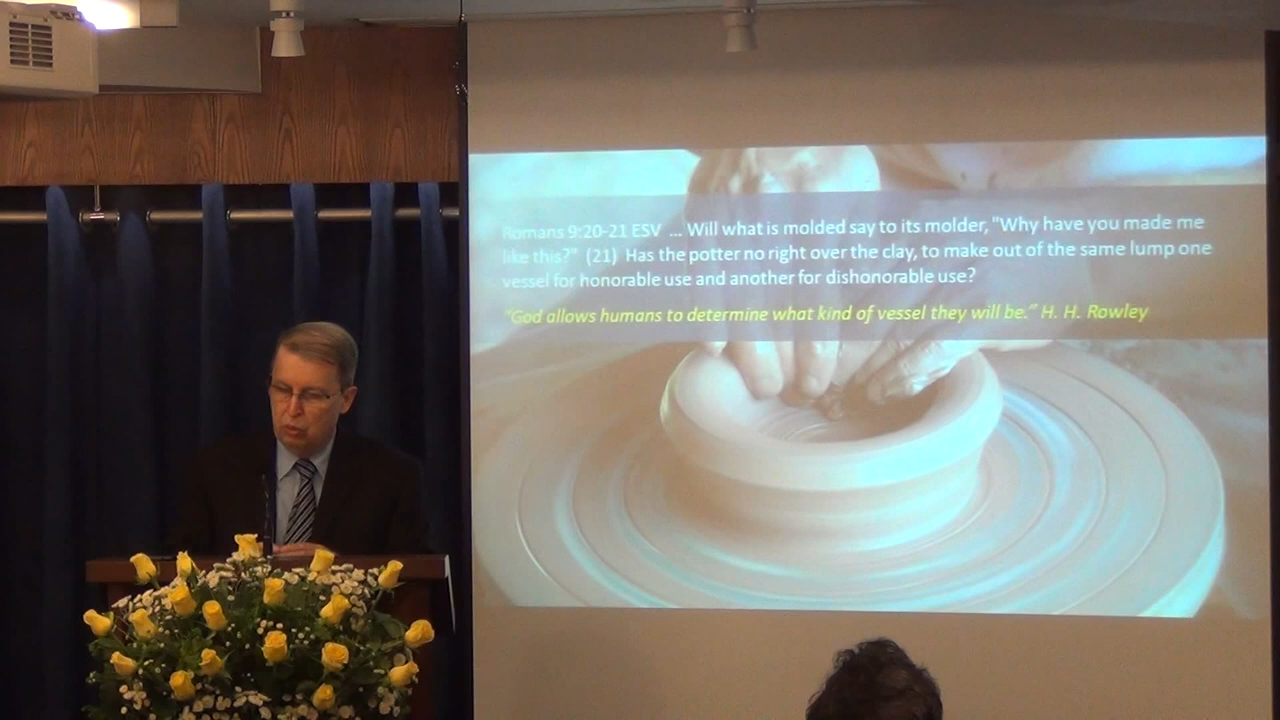 Romans 9:20-21 ESV ... Will what is molded say to its molder, "Why have you made me
like this?" (21) Has the potter no right over the clay, to make out of the same lump one
vessel for honorable use and another for dishonorable use?
"God allows humans to determine what kind of vessel they will be." H. H. Rowley